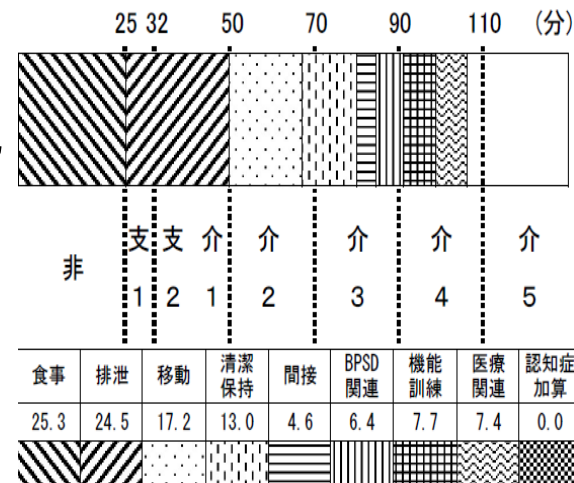 25 32 50 70 90 110 (分)
非 支1 支2 介1 介2 介3 介4 介5
食事 排泄 移動 清潔保持 間接 BPSD関連 機能訓練 医療関連 認知症加算
25.3 24.5 17.2 13.0 4.6 6.4 7.7 7.4 0.0